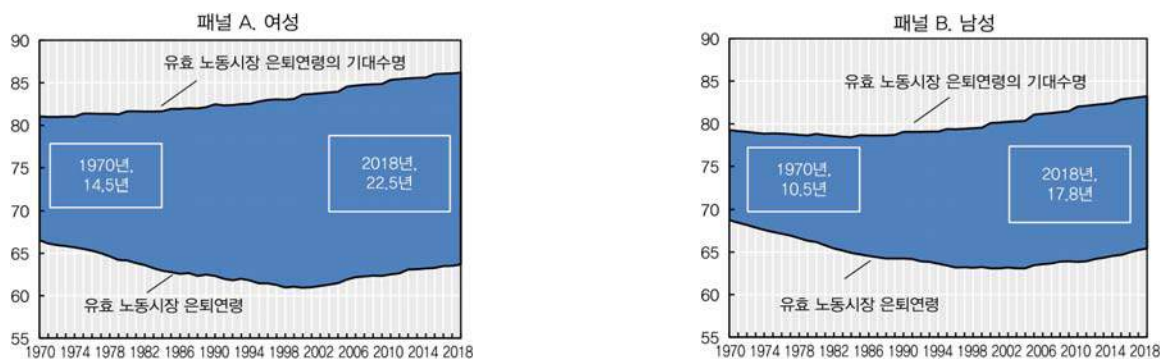 패널 A. 여성
90
85
80
75
70
65
60
55
유효 노동시장 은퇴연령의 기대수명
1970년,
14.5년
2018년,
22.5년
유효 노동시장 은퇴연령
1970 1974 1978 1982 1986 1990 1994 1998 2002 2006 2010 2014 2018
패널 B. 남성
90
85
80
75
70
65
60
55
유효 노동시장 은퇴연령의 기대수명
1970년,
10.5년
2018년,
17.8년
유효 노동시장 은퇴연령
1970 1974 1978 1982 1986 1990 1994 1998 2002 2006 2010 2014 2018